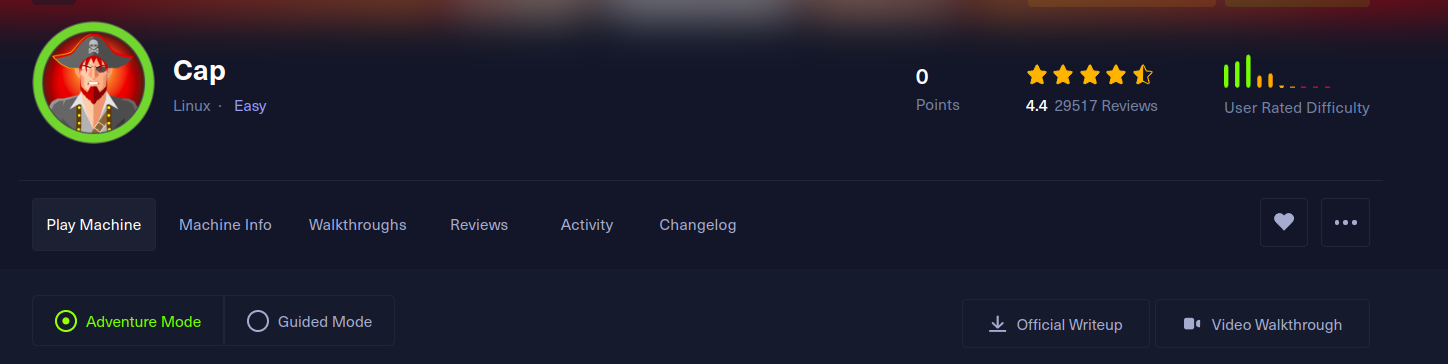 Cap
Linux · Easy
0
Points
4.4 29517 Reviews
User Rated Difficulty
Play Machine
Machine Info
Walkthroughs
Reviews
Activity
Changelog
Adventure Mode
Guided Mode
Official Writeup
Video Walkthrough